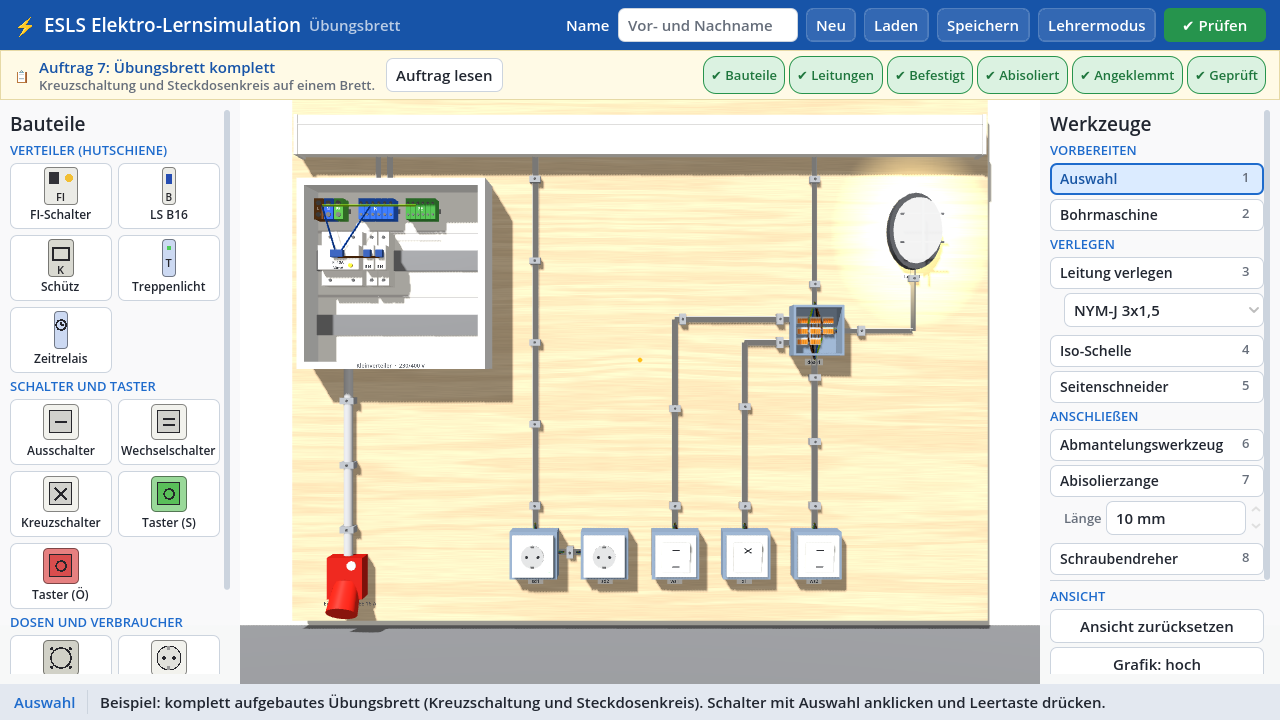 ⚡ ESLS Elektro-Lernsimulation Übungsbrett
Name Vor- und Nachname Neu Laden Speichern Lehrermodus ✔ Prüfen
Auftrag 7: Übungsbrett komplett
Kreuzschaltung und Steckdosenkreis auf einem Brett.
Auftrag lesen
✔ Bauteile ✔ Leitungen ✔ Befestigt ✔ Abisoliert ✔ Angeklemmt ✔ Geprüft
Bauteile
VERTEILER (HUTSCHIENE)
FI
FI-Schalter
B
LS B16
K
Schütz
T
Treppenlicht
Zeitrelais
SCHALTER UND TASTER
Ausschalter
Wechselschalter
Kreuzschalter
Taster (S)
Taster (Ö)
DOSEN UND VERBRAUCHER
Kleinverteiler · 230/400 V
Werkzeuge
VORBEREITEN
Auswahl 1
Bohrmaschine 2
VERLEGEN
Leitung verlegen 3
NYM-J 3x1,5
Iso-Schelle 4
Seitenschneider 5
ANSCHLIEßEN
Abmantelungswerkzeug 6
Abisolierzange 7
Länge 10 mm
Schraubendreher 8
ANSICHT
Ansicht zurücksetzen
Grafik: hoch
Auswahl
Beispiel: komplett aufgebautes Übungsbrett (Kreuzschaltung und Steckdosenkreis). Schalter mit Auswahl anklicken und Leertaste drücken.